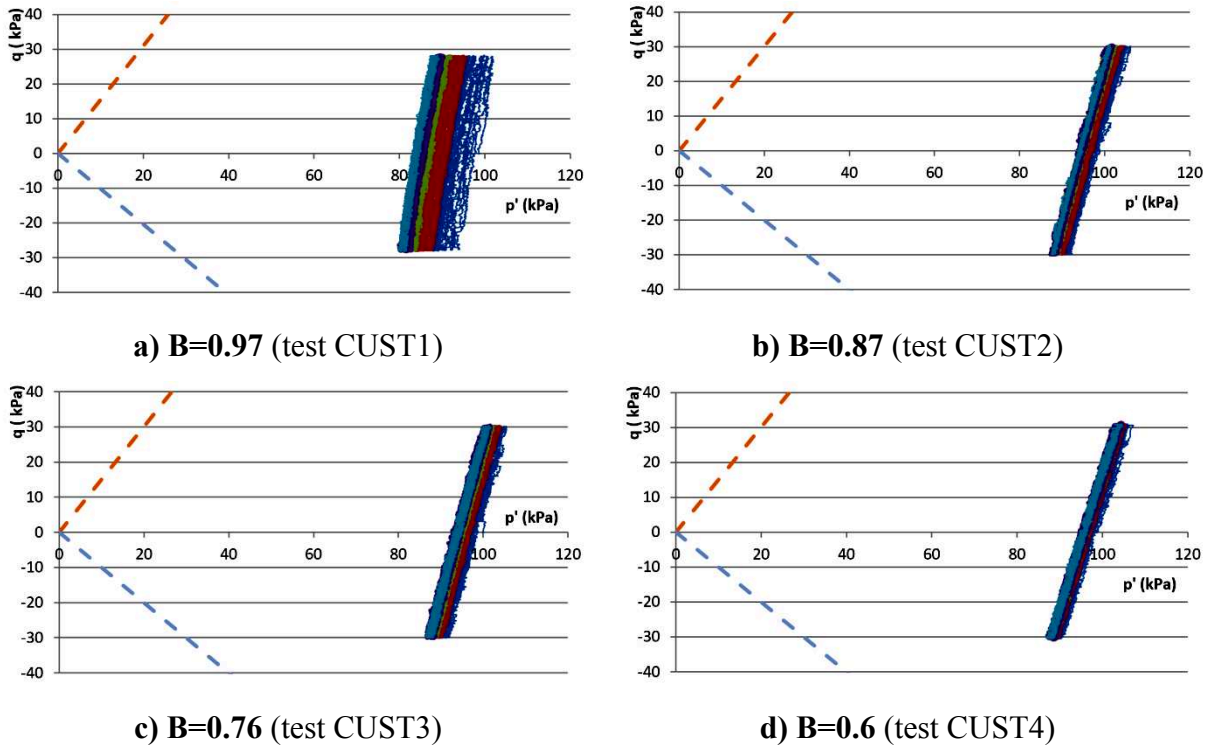 40
30
20
10
0
-10
-20
-30
-40
q ( kPa)
0 20 40 60 80 100 120
p' (kPa)
a) B=0.97 (test CUST1)
40
30
20
10
0
-10
-20
-30
-40
q ( kPa)
0 20 40 60 80 100 120
p' (kPa)
b) B=0.87 (test CUST2)
40
30
20
10
0
-10
-20
-30
-40
q ( kPa)
p' (kPa)
0 20 40 60 80 100 120
c) B=0.76 (test CUST3)
40
30
20
10
0
-10
-20
-30
-40
q ( kPa)
0 20 40 60 80 100 120
p' (kPa)
d) B=0.6 (test CUST4)